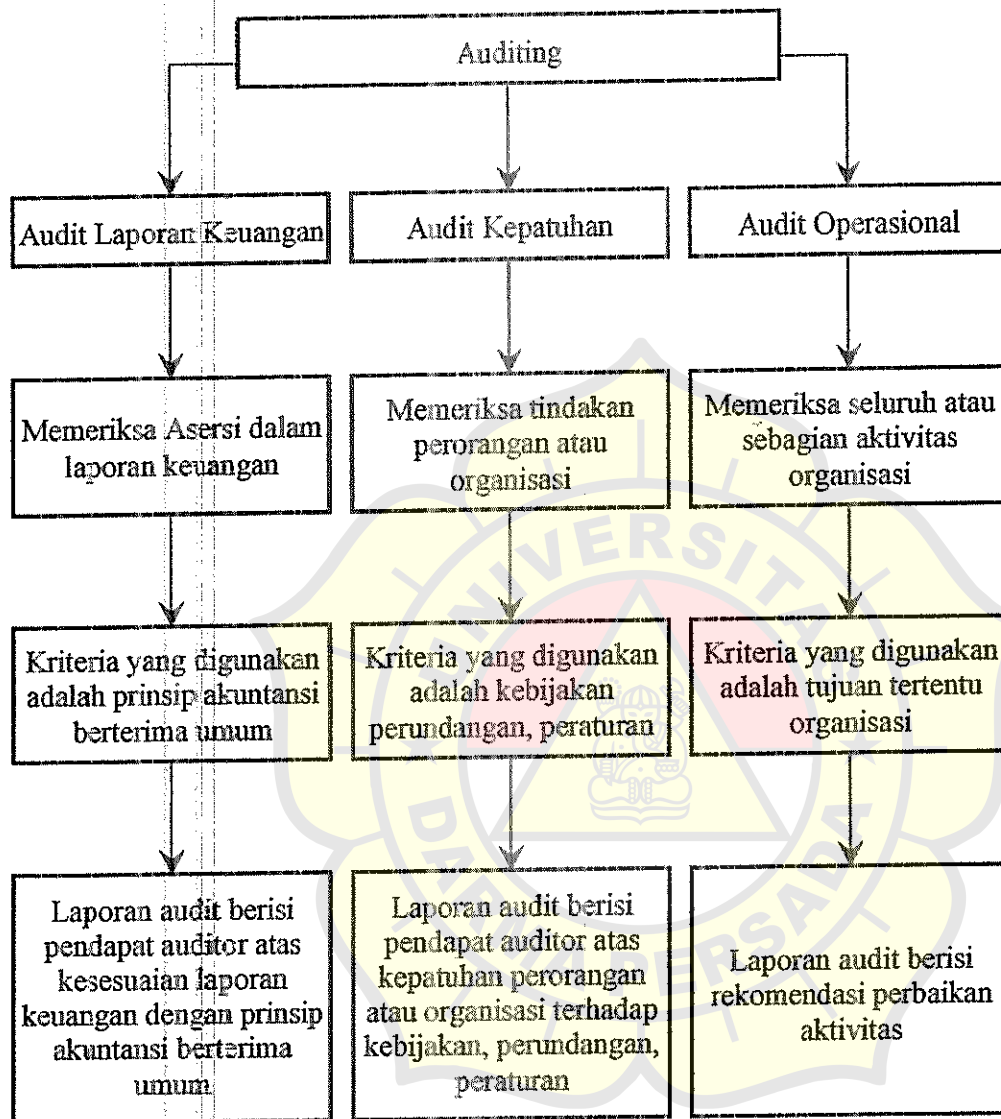 Auditing
Audit Laporan Keuangan
Audit Kepatuhan
Audit Operasional
Memeriksa Asersi dalam
laporan keuangan
Memeriksa tindakan
perorangan atau
organisasi
Memeriksa seluruh atau
sebagian aktivitas
organisasi
Kriteria yang digunakan
adalah prinsip akuntansi
berterima umum
Kriteria yang digunakan
adalah kebijakan
perundangan, peraturan
Kriteria yang digunakan
adalah tujuan tertentu
organisasi
Laporan audit berisi
pendapat auditor atas
kesesuaian laporan
keuangan dengan prinsip
akuntansi berterima
umum
Laporan audit berisi
pendapat auditor atas
kepatuhan perorangan
atau organisasi terhadap
kebijakan, perundangan,
peraturan
Laporan audit berisi
rekomendasi perbaikan
aktivitas
UNIVERSITAS
DARMA PERSADA